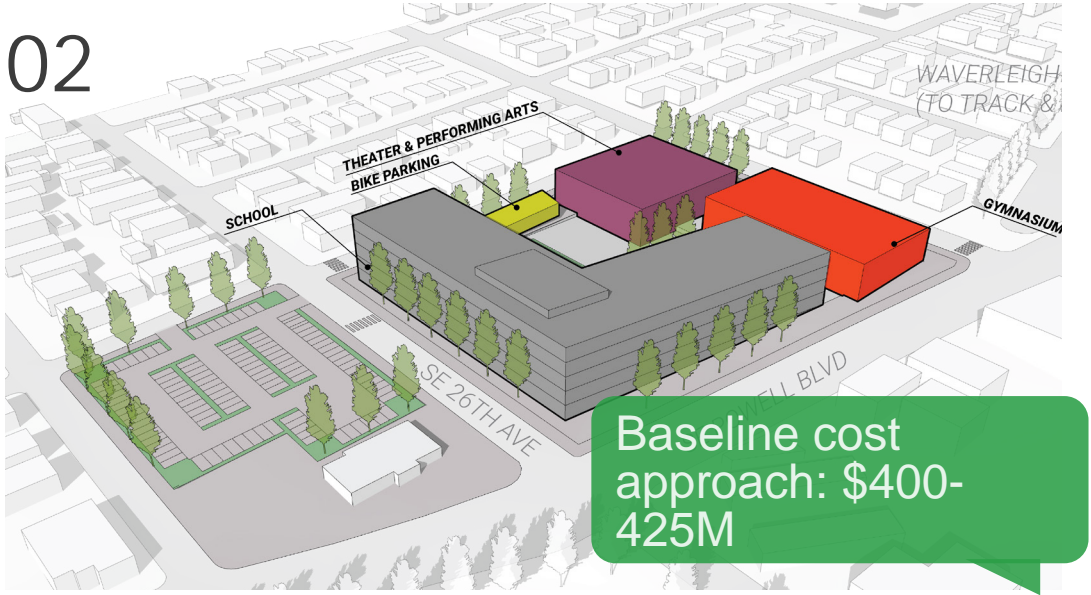 02
WAVERLEIGH
(TO TRACK &
THEATER & PERFORMING ARTS
BIKE PARKING
SCHOOL
GYMNASIUM
SE 26TH AVE
BLVD
Baseline cost
approach: $400-
425M